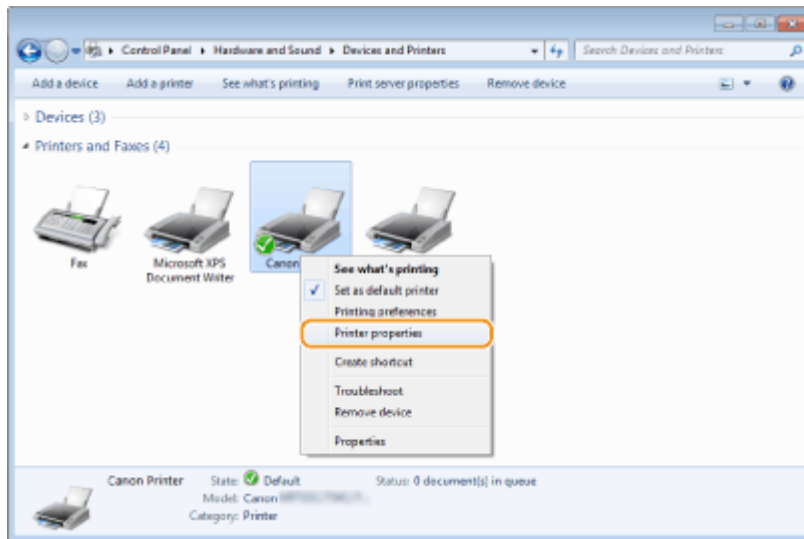 Control Panel ▸ Hardware and Sound ▸ Devices and Printers
Search Devices and Printers
Add a device Add a printer See what's printing Print server properties Remove device
Devices (3)
Printers and Faxes (4)
Fax
Microsoft XPS
Document Writer
Canon
See what's printing
Set as default printer
Printing preferences
Printer properties
Create shortcut
Troubleshoot
Remove device
Properties
Canon Printer State: Default Status: 0 document(s) in queue
Model: Canon
Category: Printer